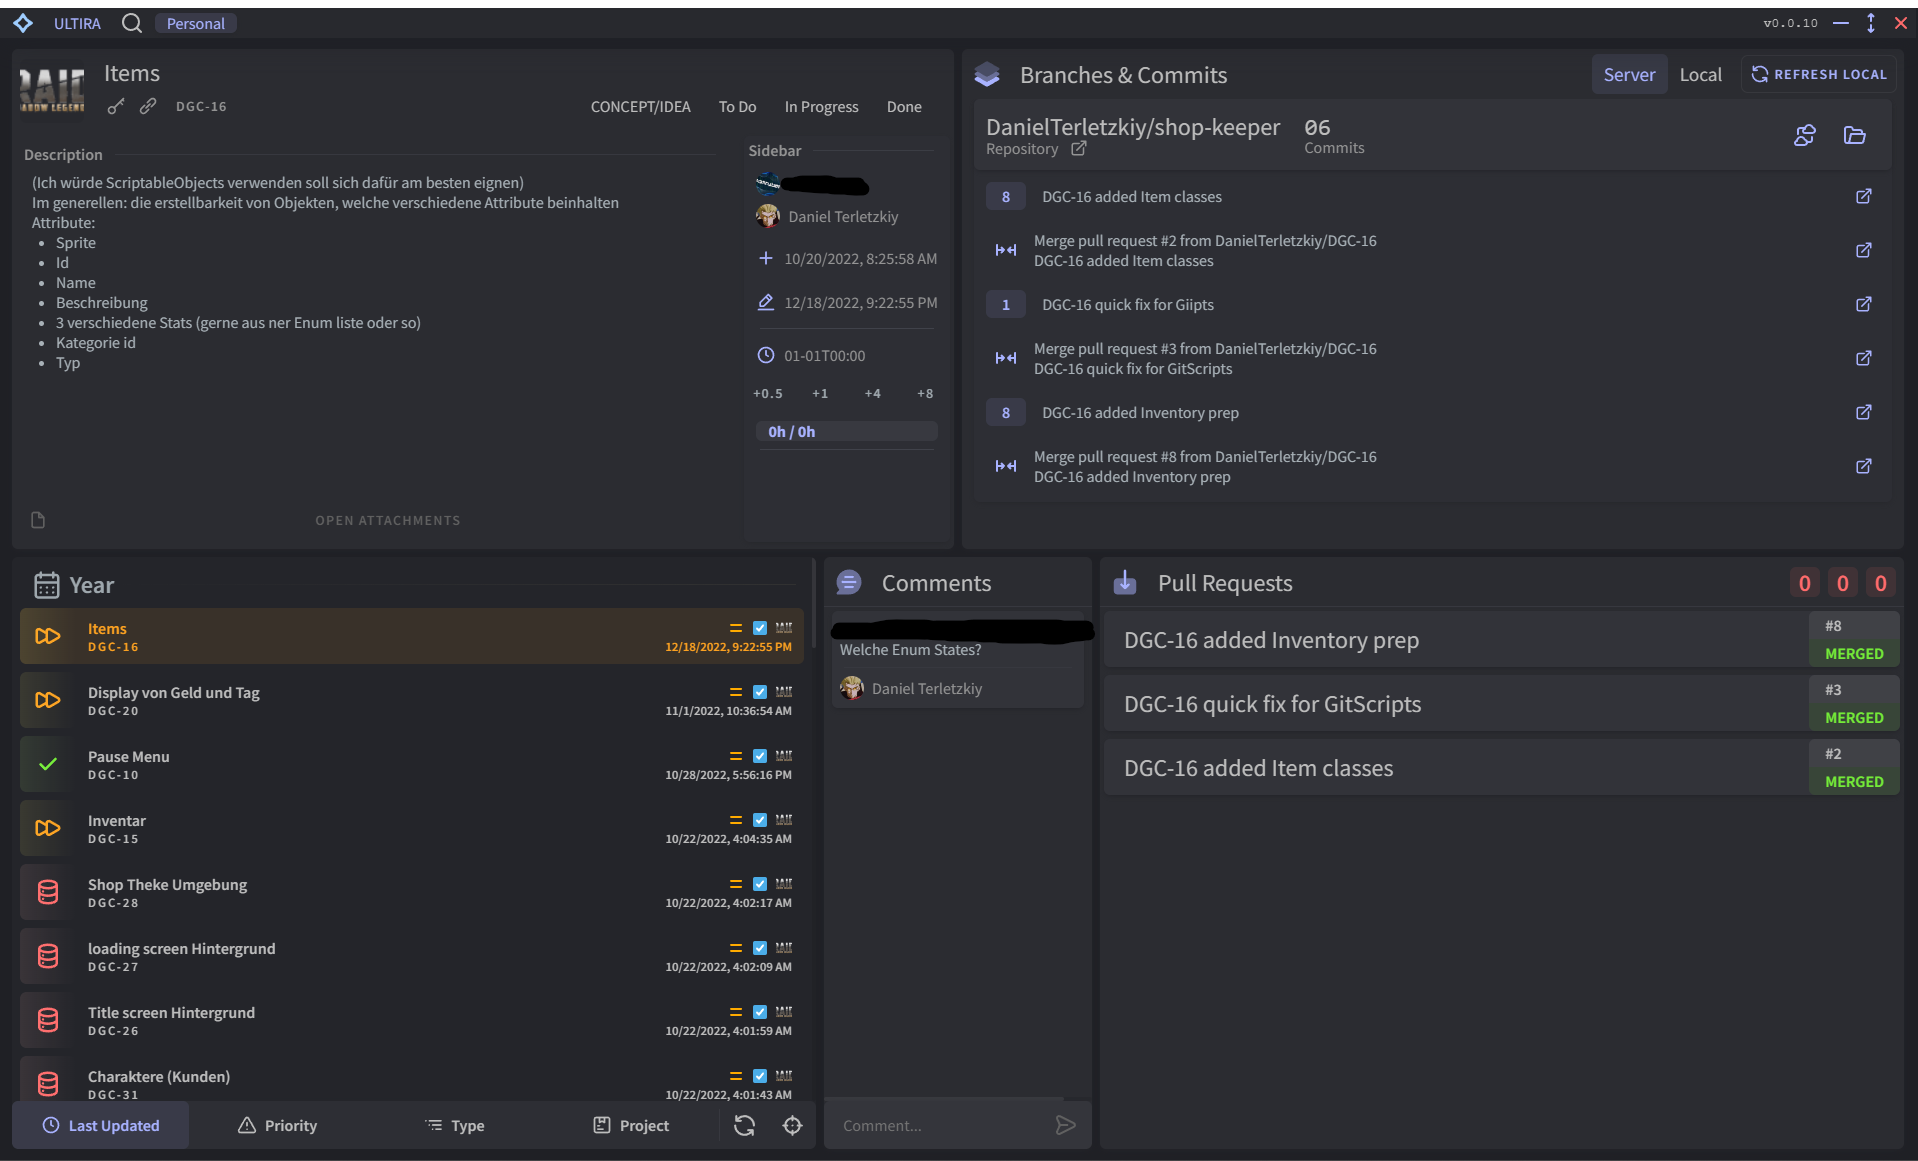 ULTIRA
Personal
v0.0.10
Items
DGC-16
CONCEPT/IDEA
To Do
In Progress
Done
Description
(Ich würde ScriptableObjects verwenden soll sich dafür am besten eignen)
Im generellen: die erstellbarkeit von Objekten, welche verschiedene Attribute beinhalten
Attribute:
• Sprite
• Id
• Name
• Beschreibung
• 3 verschiedene Stats (gerne aus ner Enum liste oder so)
• Kategorie id
• Typ
OPEN ATTACHMENTS
Sidebar
Daniel Terletzkiy
10/20/2022, 8:25:58 AM
12/18/2022, 9:22:55 PM
01-01T00:00
+0.5 +1 +4 +8
0h / 0h
Branches & Commits
Server
Local
REFRESH LOCAL
DanielTerletzkiy/shop-keeper
Repository
06
Commits
8 DGC-16 added Item classes
Merge pull request #2 from DanielTerletzkiy/DGC-16
DGC-16 added Item classes
1 DGC-16 quick fix for Giipts
Merge pull request #3 from DanielTerletzkiy/DGC-16
DGC-16 quick fix for GitScripts
8 DGC-16 added Inventory prep
Merge pull request #8 from DanielTerletzkiy/DGC-16
DGC-16 added Inventory prep
Year
Items
DGC-16
12/18/2022, 9:22:55 PM
Display von Geld und Tag
DGC-20
11/1/2022, 10:36:54 AM
Pause Menu
DGC-10
10/28/2022, 5:56:16 PM
Inventar
DGC-15
10/22/2022, 4:04:35 AM
Shop Theke Umgebung
DGC-28
10/22/2022, 4:02:17 AM
loading screen Hintergrund
DGC-27
10/22/2022, 4:02:09 AM
Title screen Hintergrund
DGC-26
10/22/2022, 4:01:59 AM
Charaktere (Kunden)
DGC-31
10/22/2022, 4:01:43 AM
Last Updated
Priority
Type
Project
Comments
Welche Enum States?
Daniel Terletzkiy
Comment...
Pull Requests
0 0 0
DGC-16 added Inventory prep
#8
MERGED
DGC-16 quick fix for GitScripts
#3
MERGED
DGC-16 added Item classes
#2
MERGED